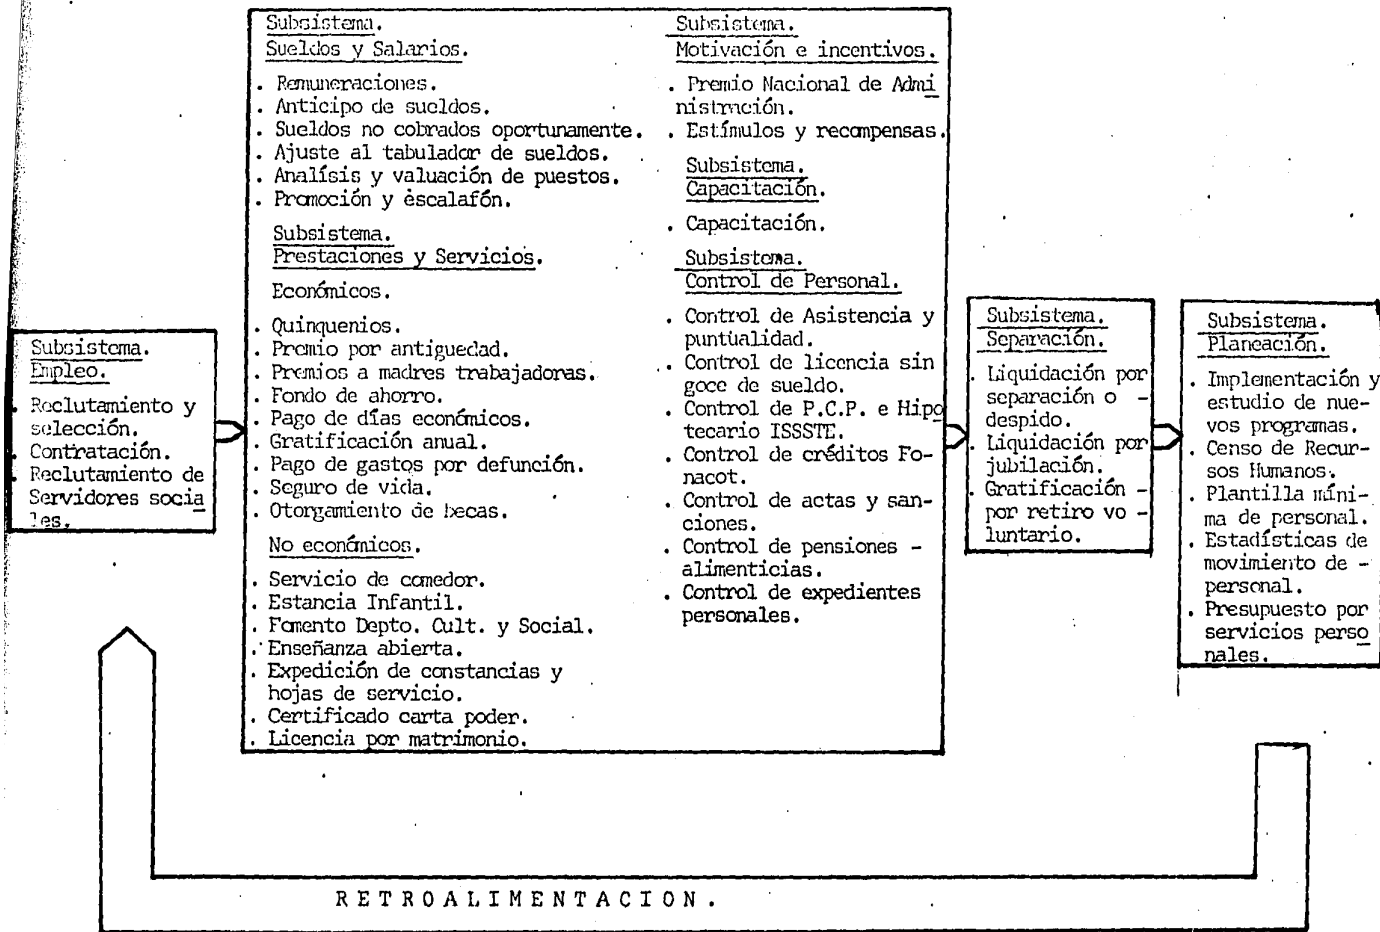 Subsistema.
Empleo.
. Reclutamiento y
selección.
. Contratación.
. Reclutamiento de
Servidores socia
les.
Subsistema.
Sueldos y Salarios.
. Remuneraciones.
. Anticipo de sueldos.
. Sueldos no cobrados oportunamente.
. Ajuste al tabulador de sueldos.
. Analísis y valuación de puestos.
. Promoción y èscalafón.
Subsistema.
Prestaciones y Servicios.
Económicos.
. Quinquenios.
. Premio por antiguedad.
. Premios a madres trabajadoras.
. Fondo de ahorro.
. Pago de días económicos.
. Gratificación anual.
. Pago de gastos por defunción.
. Seguro de vida.
. Otorgamiento de becas.
No económicos.
. Servicio de comedor.
. Estancia Infantil.
. Fomento Depto. Cult. y Social.
. Enseñanza abierta.
. Expedición de constancias y
hojas de servicio.
. Certificado carta poder.
. Licencia por matrimonio.
Subsistema.
Motivación e incentivos.
. Premio Nacional de Admi
nistración.
. Estímulos y recompensas.
Subsistema.
Capacitación.
. Capacitación.
Subsistema.
Control de Personal.
. Control de Asistencia y
puntualidad.
. Control de licencia sin
goce de sueldo.
. Control de P.C.P. e Hipo
tecario ISSSTE.
. Control de créditos Fo-
nacot.
. Control de actas y san-
ciones.
. Control de pensiones -
alimenticias.
. Control de expedientes
personales.
Subsistema.
Separación.
. Liquidación por
separación o -
despido.
. Liquidación por
jubilación.
. Gratificación -
por retiro vo -
luntario.
Subsistema.
Planeación.
. Implementación y
estudio de nue-
vos programas.
. Censo de Recur-
sos Humanos.
. Plantilla míni-
ma de personal.
. Estadísticas de
movimiento de -
personal.
. Presupuesto por
servicios perso
nales.
RETROALIMENTACION.